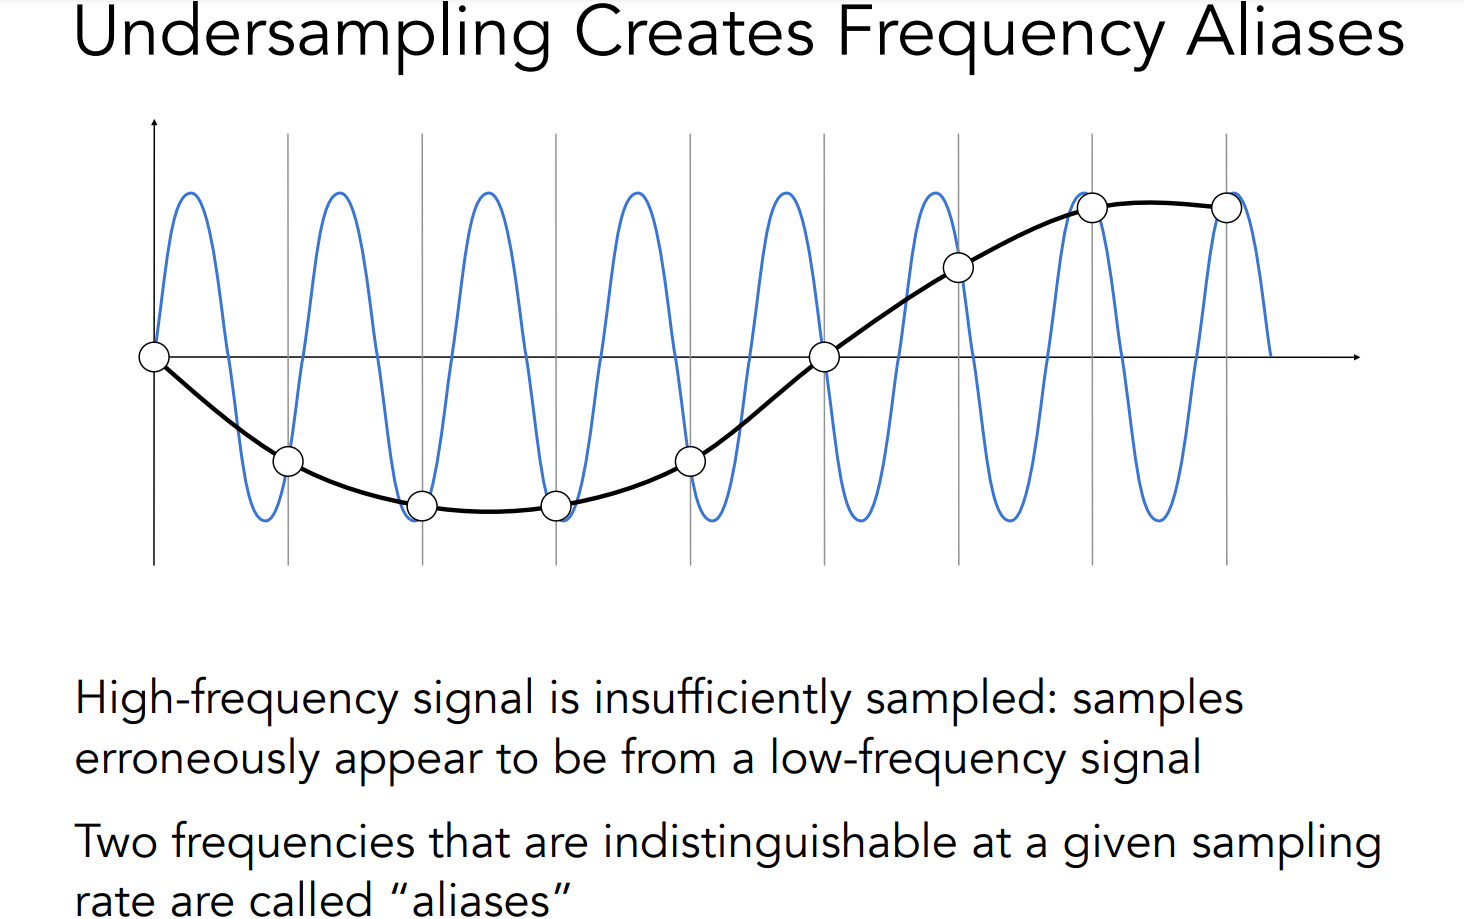 Undersampling Creates Frequency Aliases
High-frequency signal is insufficiently sampled: samples
erroneously appear to be from a low-frequency signal
Two frequencies that are indistinguishable at a given sampling
rate are called “aliases”